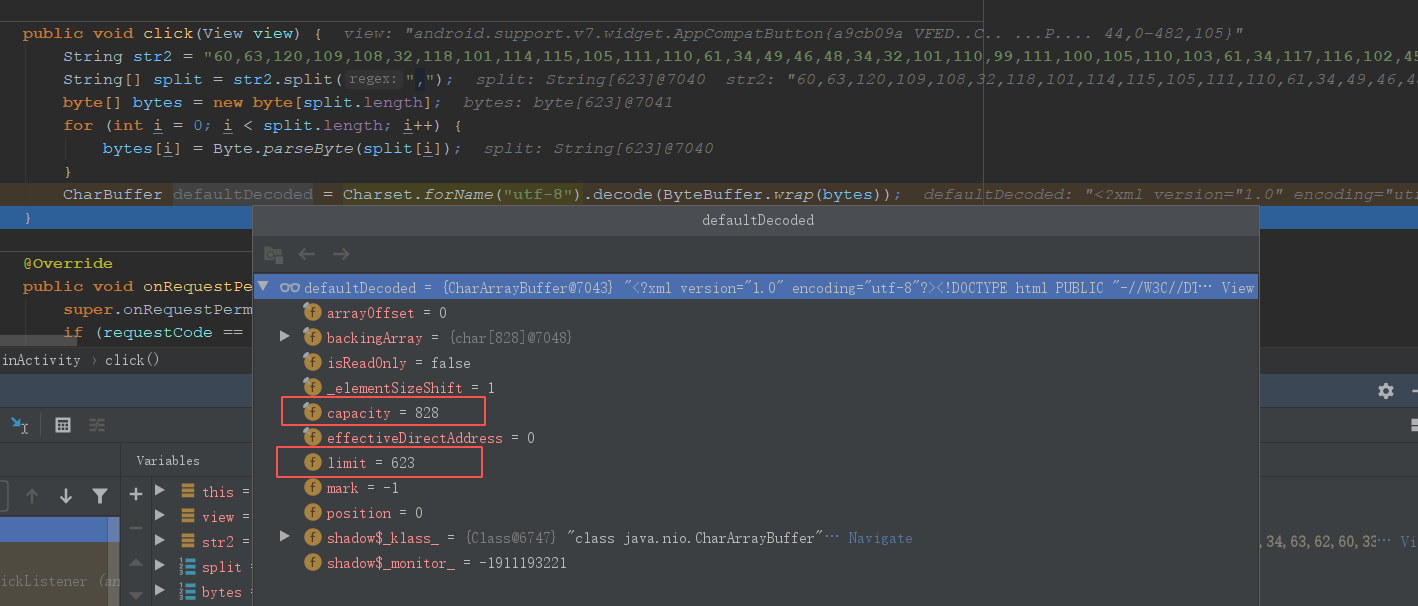 public void click(View view) {  view: "android.support.v7.widget.AppCompatButton{a9cb09a VFED..C.. ...P.... 44,0-482,105}"
String str2 = "60,63,120,109,108,32,118,101,114,115,105,111,110,61,34,49,46,48,34,32,101,110,99,111,100,105,110,103,61,34,117,116,102,45
String[] split = str2.split( regex: ",");  split: String[623]@7040  str2: "60,63,120,109,108,32,118,101,114,115,105,111,110,61,34,49,46,4
byte[] bytes = new byte[split.length];  bytes: byte[623]@7041
for (int i = 0; i < split.length; i++) {
bytes[i] = Byte.parseByte(split[i]);  split: String[623]@7040
}
CharBuffer defaultDecoded = Charset.forName("utf-8").decode(ByteBuffer.wrap(bytes));  defaultDecoded: "<?xml version="1.0" encoding="ut
}
defaultDecoded
@Override
public void onRequestPe
super.onRequestPerm
if (requestCode ==
inActivity › click()
defaultDecoded = {CharArrayBuffer@7043} "<?xml version="1.0" encoding="utf-8"?><!DOCTYPE html PUBLIC "-//W3C//DT… View
arrayOffset = 0
backingArray = {char[828]@7048}
isReadOnly = false
_elementSizeShift = 1
capacity = 828
effectiveDirectAddress = 0
limit = 623
mark = -1
position = 0
shadow$_klass_ = {Class@6747} "class java.nio.CharArrayBuffer"… Navigate
shadow$_monitor_ = -1911193221
Variables
this =
view =
str2 =
split =
bytes =
ickListener (an
,34,63,62,60,33… Vi